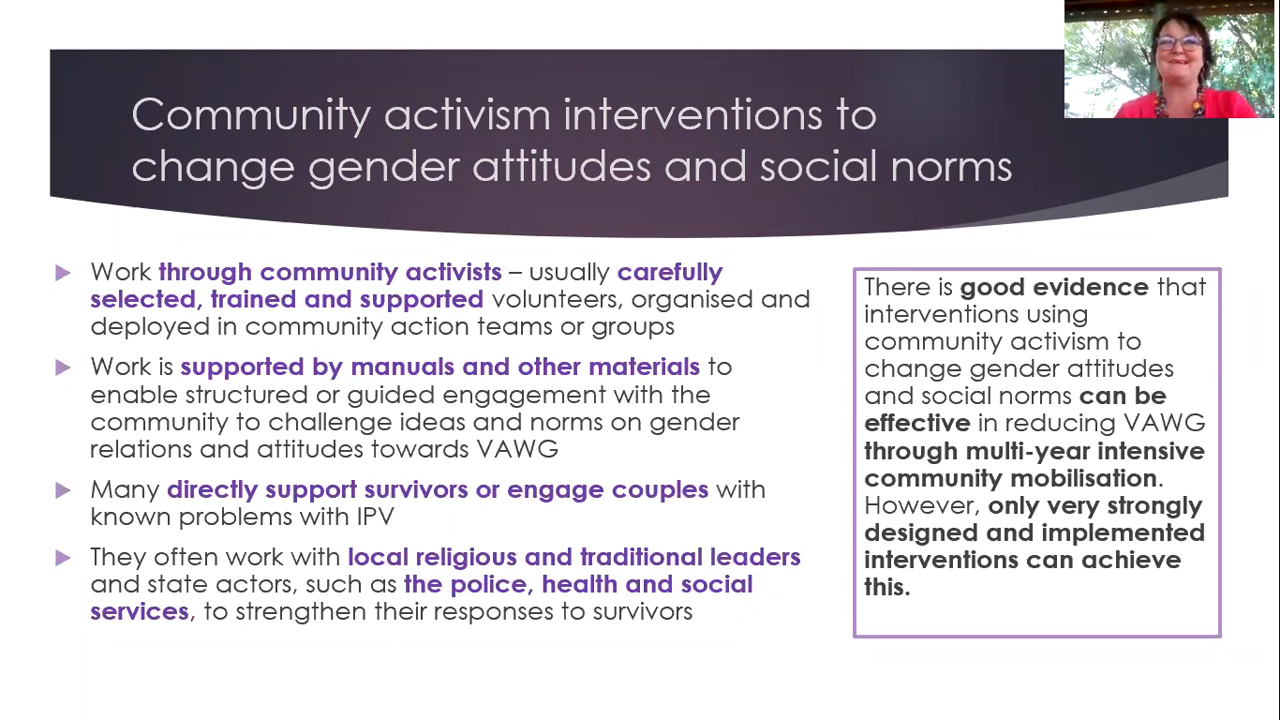 Community activism interventions to
change gender attitudes and social norms
Work through community activists – usually carefully
selected, trained and supported volunteers, organised and
deployed in community action teams or groups
Work is supported by manuals and other materials to
enable structured or guided engagement with the
community to challenge ideas and norms on gender
relations and attitudes towards VAWG
Many directly support survivors or engage couples with
known problems with IPV
They often work with local religious and traditional leaders
and state actors, such as the police, health and social
services, to strengthen their responses to survivors
There is good evidence that
interventions using
community activism to
change gender attitudes
and social norms can be
effective in reducing VAWG
through multi-year intensive
community mobilisation.
However, only very strongly
designed and implemented
interventions can achieve
this.